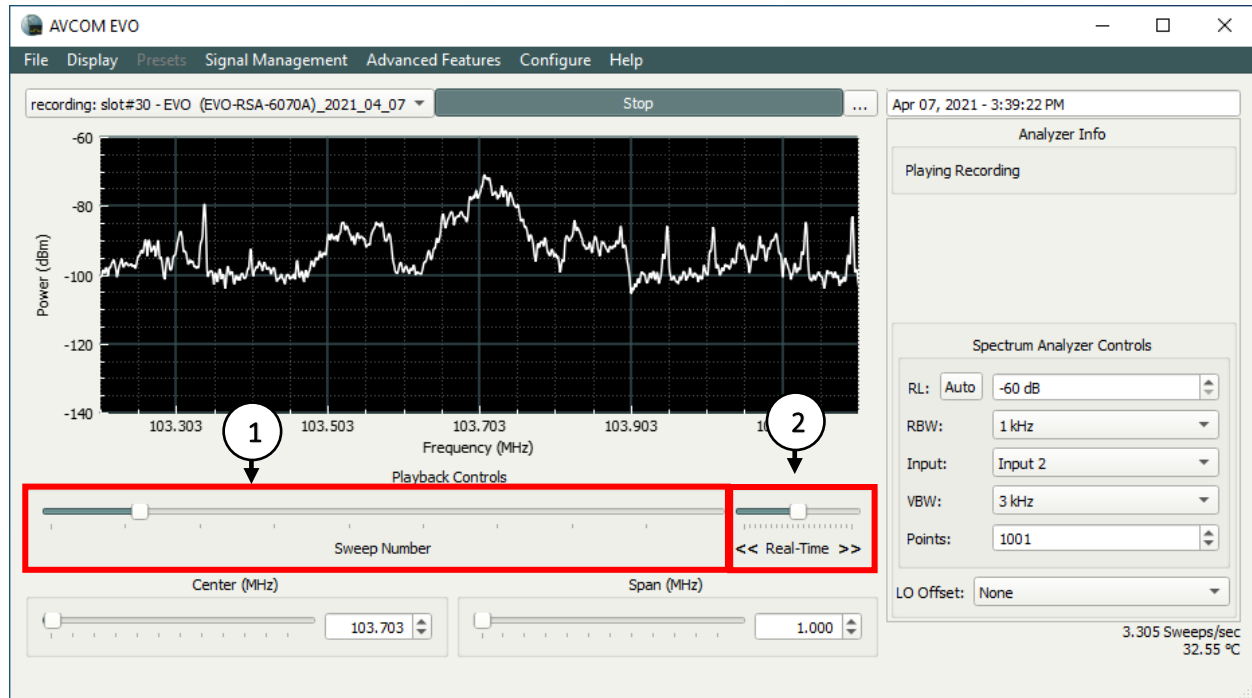 AVCOM EVO
File Display Presets Signal Management Advanced Features Configure Help
recording: slot#30 - EVO (EVO-RSA-6070A)_2021_04_07 Stop ... Apr 07, 2021 - 3:39:22 PM
Analyzer Info
Playing Recording
-60
-80
-100
-120
-140
Power (dBm)
103.303 103.503 103.703 103.903
Frequency (MHz)
1
2
Playback Controls
Sweep Number
<< Real-Time >>
Center (MHz)
103.703
Span (MHz)
1.000
Spectrum Analyzer Controls
RL: Auto -60 dB
RBW: 1 kHz
Input: Input 2
VBW: 3 kHz
Points: 1001
LO Offset: None
3.305 Sweeps/sec
32.55 °C